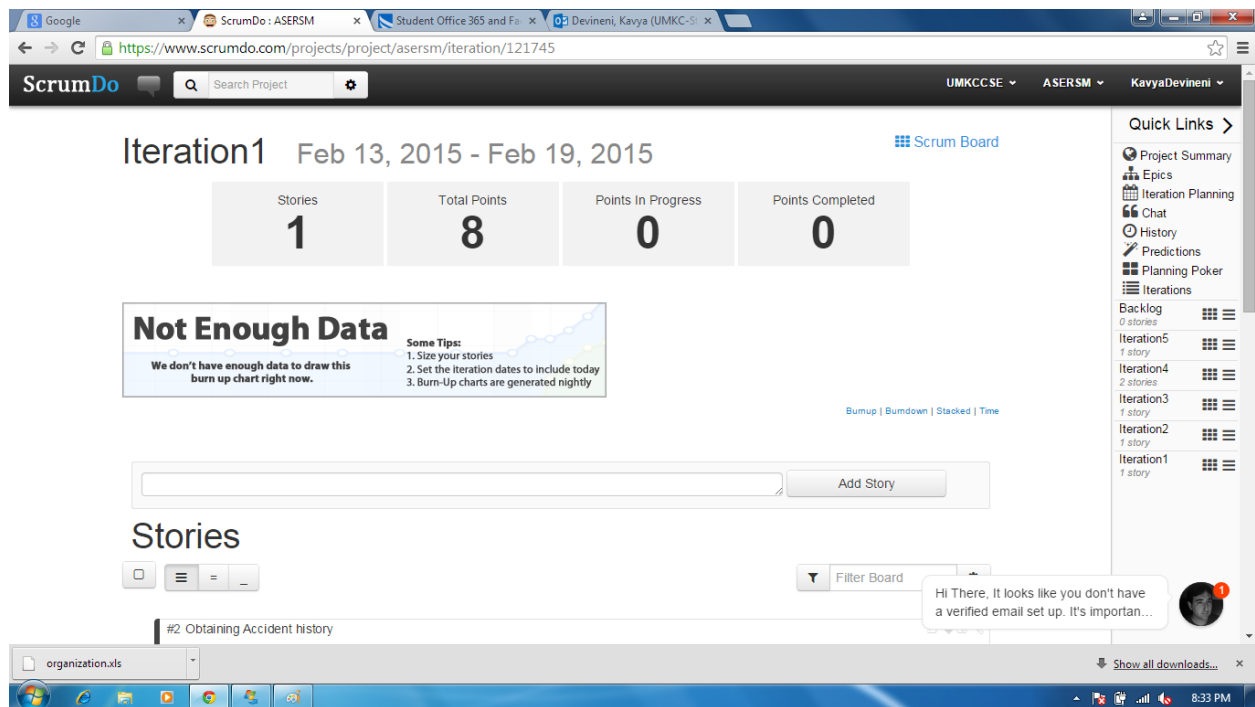 Google
ScrumDo : ASERSM
Student Office 365 and Fac
Devineni, Kavya (UMKC-St
https://www.scrumdo.com/projects/project/asersm/iteration/121745
ScrumDo
Search Project
UMKCCSE
ASERSM
KavyaDevineni
Iteration1 Feb 13, 2015 - Feb 19, 2015
Scrum Board
Stories
1
Total Points
8
Points In Progress
0
Points Completed
0
Not Enough Data
We don't have enough data to draw this
burn up chart right now.
Some Tips:
1. Size your stories
2. Set the iteration dates to include today
3. Burn-Up charts are generated nightly
Burnup | Burndown | Stacked | Time
Add Story
Stories
Filter Board
#2 Obtaining Accident history
Quick Links
Project Summary
Epics
Iteration Planning
Chat
History
Predictions
Planning Poker
Iterations
Backlog
0 stories
Iteration5
1 story
Iteration4
2 stories
Iteration3
1 story
Iteration2
1 story
Iteration1
1 story
Hi There, It looks like you don't have
a verified email set up. It's importan...
1
organization.xls
Show all downloads...
8:33 PM